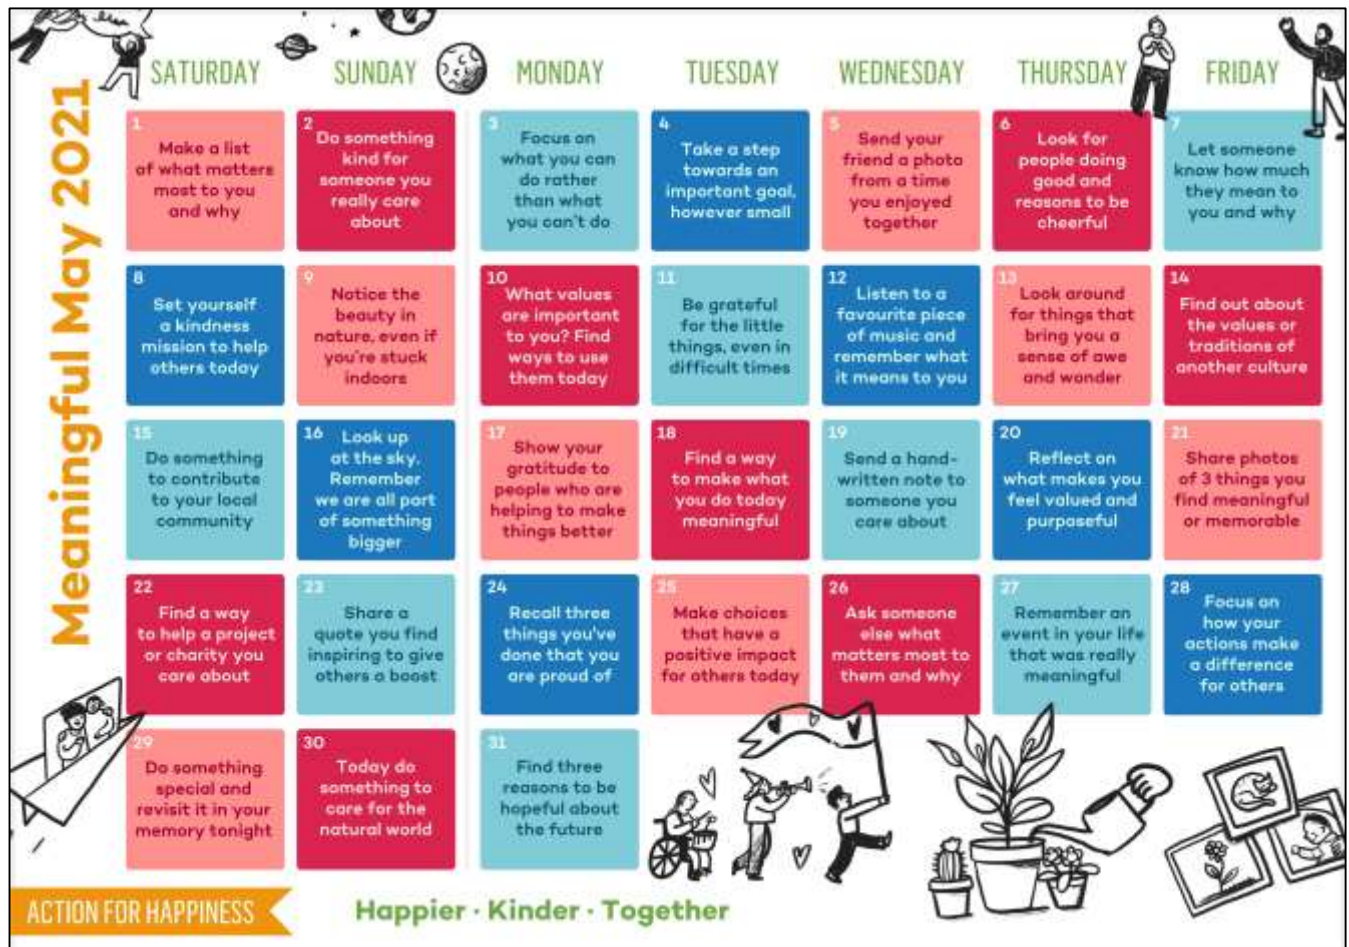 Meaningful May 2021
SATURDAY
SUNDAY
MONDAY
TUESDAY
WEDNESDAY
THURSDAY
FRIDAY
1
Make a list
of what matters
most to you
and why
2
Do something
kind for
someone you
really care
about
3
Focus on
what you can
do rather
than what
you can't do
4
Take a step
towards an
important goal,
however small
5
Send your
friend a photo
from a time
you enjoyed
together
6
Look for
people doing
good and
reasons to be
cheerful
7
Let someone
know how much
they mean to
you and why
8
Set yourself
a kindness
mission to help
others today
9
Notice the
beauty in
nature, even if
you're stuck
indoors
10
What values
are important
to you? Find
ways to use
them today
11
Be grateful
for the little
things, even in
difficult times
12
Listen to a
favourite piece
of music and
remember what
it means to you
13
Look around
for things that
bring you a
sense of awe
and wonder
14
Find out about
the values or
traditions of
another culture
15
Do something
to contribute
to your local
community
16
Look up
at the sky.
Remember
we are all part
of something
bigger
17
Show your
gratitude to
people who are
helping to make
things better
18
Find a way
to make what
you do today
meaningful
19
Send a hand-
written note to
someone you
care about
20
Reflect on
what makes you
feel valued and
purposeful
21
Share photos
of 3 things you
find meaningful
or memorable
22
Find a way
to help a project
or charity you
care about
23
Share a
quote you find
inspiring to give
others a boost
24
Recall three
things you've
done that you
are proud of
25
Make choices
that have a
positive impact
for others today
26
Ask someone
else what
matters most to
them and why
27
Remember an
event in your life
that was really
meaningful
28
Focus on
how your
actions make
a difference
for others
29
Do something
special and
revisit it in your
memory tonight
30
Today do
something to
care for the
natural world
31
Find three
reasons to be
hopeful about
the future
ACTION FOR HAPPINESS
Happier · Kinder · Together